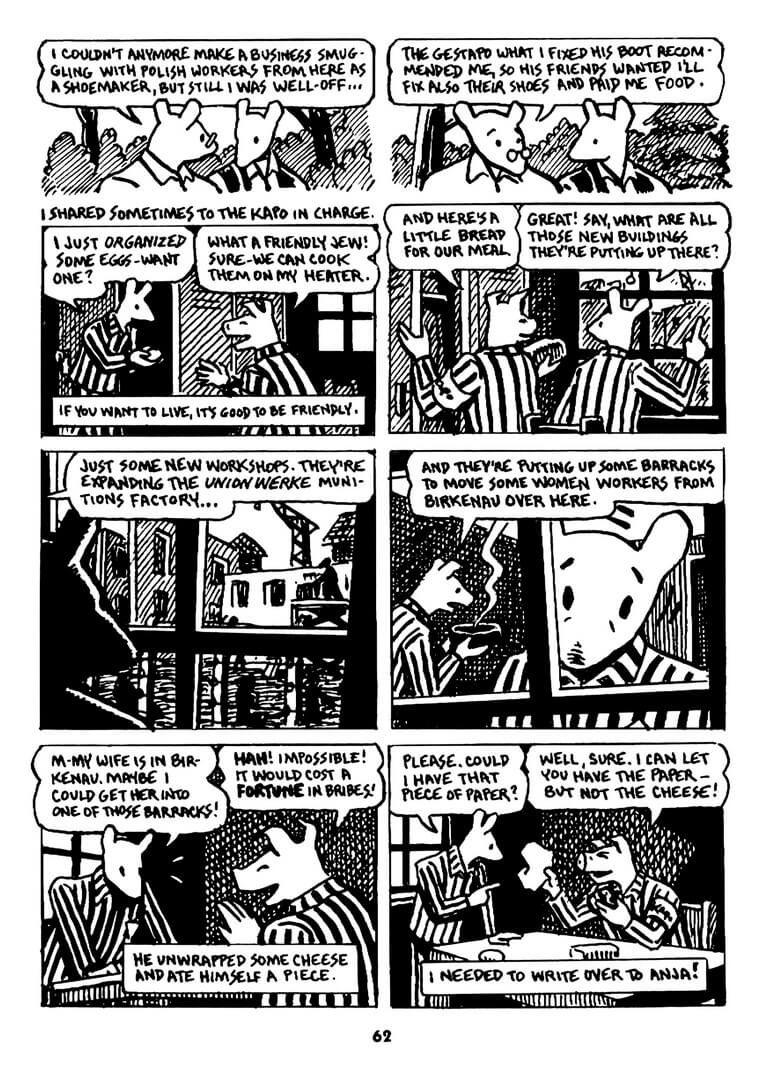 I COULDN'T ANYMORE MAKE A BUSINESS SMUG-
GLING WITH POLISH WORKERS FROM HERE AS
A SHOEMAKER, BUT STILL I WAS WELL-OFF...
THE GESTAPO WHAT I FIXED HIS BOOT RECOM-
MENDED ME, SO HIS FRIENDS WANTED I'LL
FIX ALSO THEIR SHOES AND PAID ME FOOD.
I SHARED SOMETIMES TO THE KAPO IN CHARGE.
I JUST ORGANIZED
SOME EGGS-WANT
ONE?
WHAT A FRIENDLY JEW!
SURE-WE CAN COOK
THEM ON MY HEATER.
IF YOU WANT TO LIVE, IT'S GOOD TO BE FRIENDLY.
AND HERE'S A
LITTLE BREAD
FOR OUR MEAL
GREAT! SAY, WHAT ARE ALL
THOSE NEW BUILDINGS
THEY'RE PUTTING UP THERE?
JUST SOME NEW WORKSHOPS. THEY'RE
EXPANDING THE UNION WERKE MUNI-
TIONS FACTORY...
AND THEY'RE PUTTING UP SOME BARRACKS
TO MOVE SOME WOMEN WORKERS FROM
BIRKENAU OVER HERE.
M-MY WIFE IS IN BIR-
KENAU. MAYBE I
COULD GET HER INTO
ONE OF THOSE BARRACKS!
HAH! IMPOSSIBLE!
IT WOULD COST A
FORTUNE IN BRIBES!
HE UNWRAPPED SOME CHEESE
AND ATE HIMSELF A PIECE.
PLEASE. COULD
I HAVE THAT
PIECE OF PAPER?
WELL, SURE. I CAN LET
YOU HAVE THE PAPER-
BUT NOT THE CHEESE!
I NEEDED TO WRITE OVER TO ANJA!
62